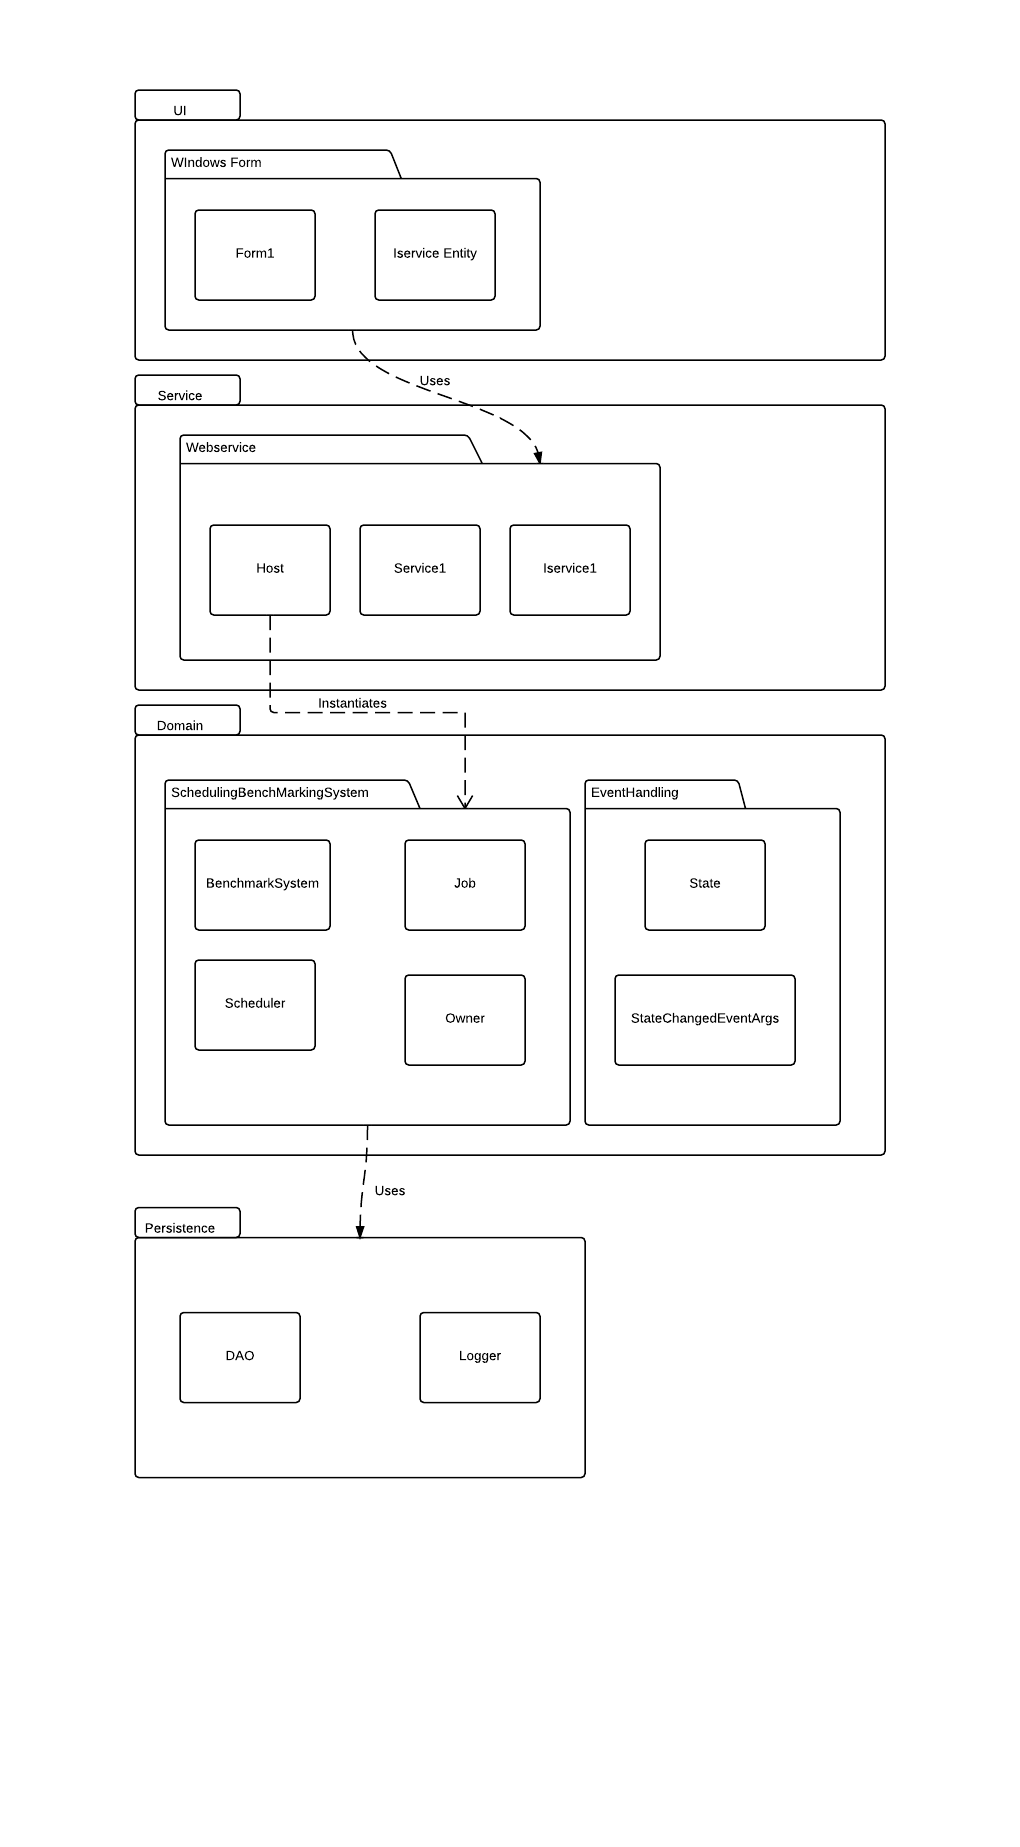 UI
WIndows Form
Form1
Iservice Entity
Uses
Service
Webservice
Host
Service1
Iservice1
Instantiates
Domain
SchedulingBenchMarkingSystem
EventHandling
BenchmarkSystem
Job
State
Scheduler
Owner
StateChangedEventArgs
Uses
Persistence
DAO
Logger